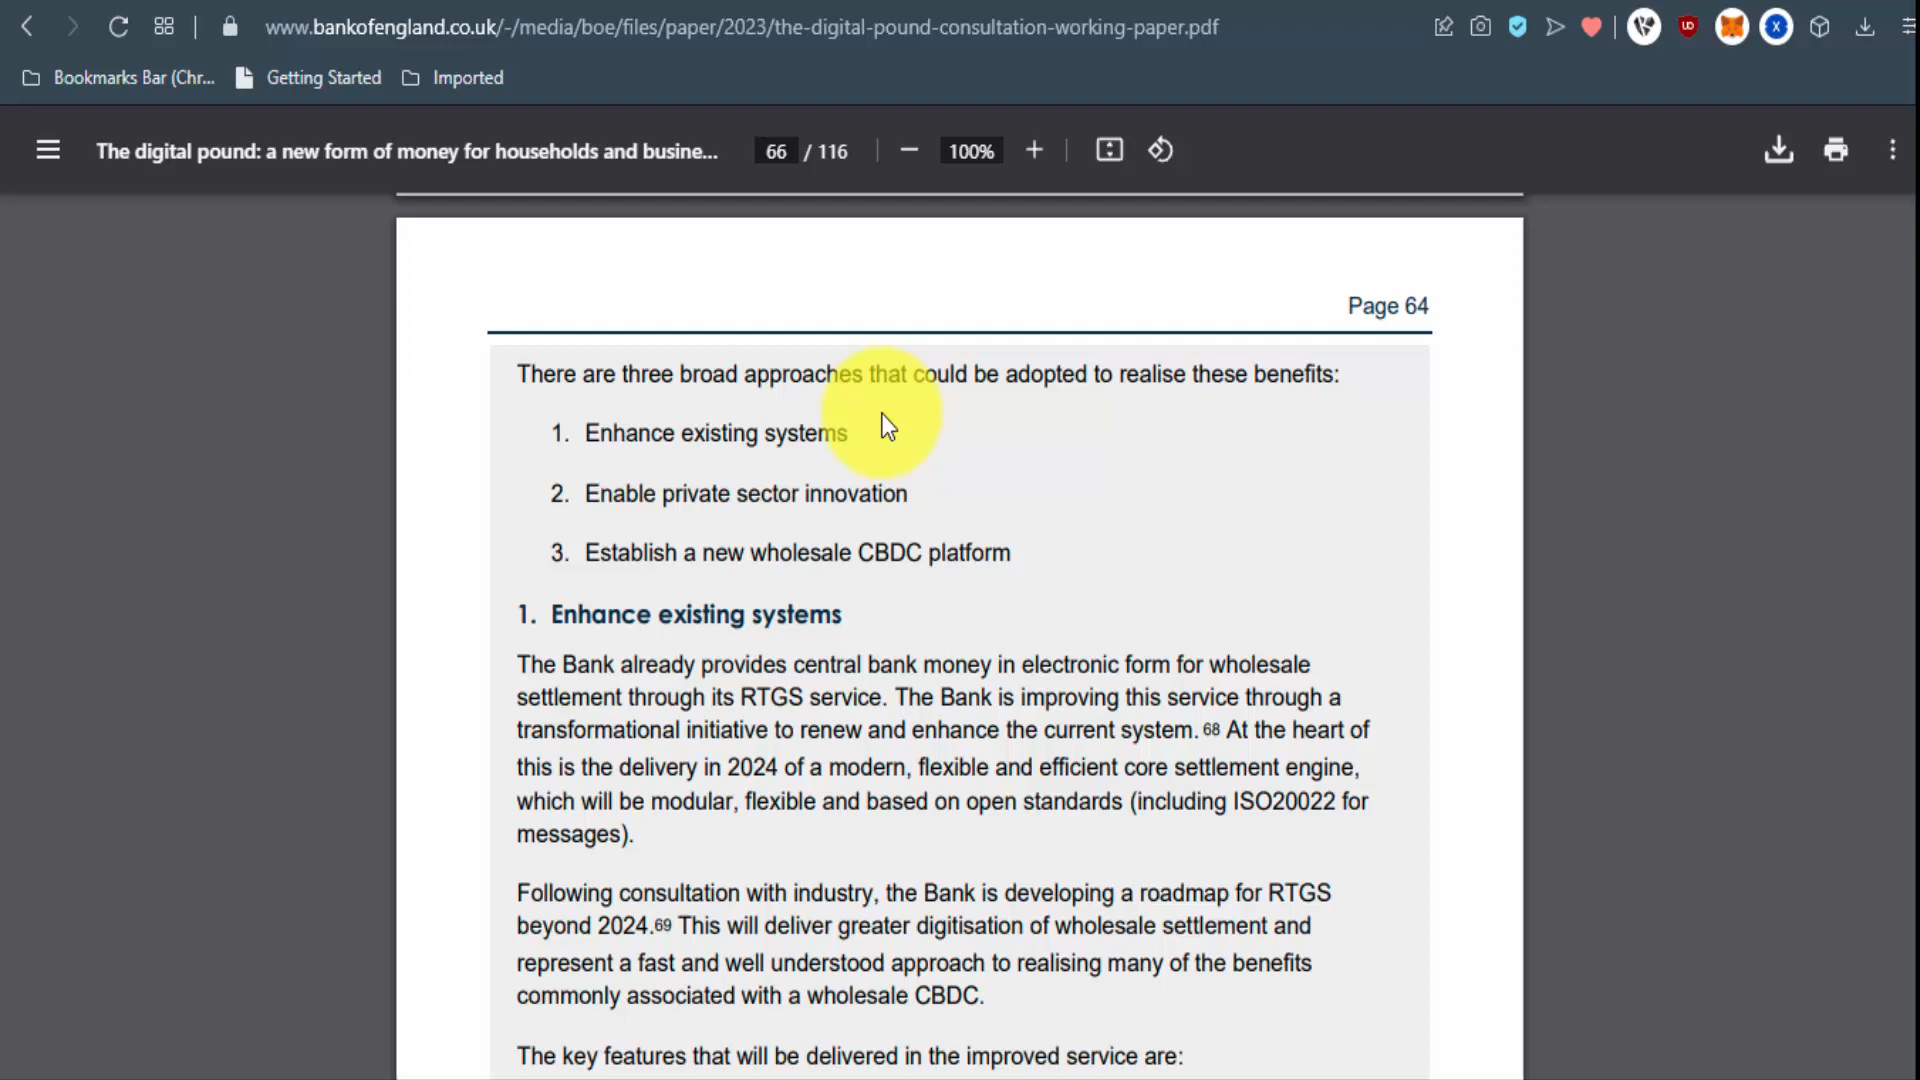 www.bankofengland.co.uk/-/media/boe/files/paper/2023/the-digital-pound-consultation-working-paper.pdf
Bookmarks Bar (Chr... Getting Started Imported
The digital pound: a new form of money for households and busine... 66 / 116 100%
Page 64
There are three broad approaches that could be adopted to realise these benefits:
1. Enhance existing systems
2. Enable private sector innovation
3. Establish a new wholesale CBDC platform
1. Enhance existing systems
The Bank already provides central bank money in electronic form for wholesale
settlement through its RTGS service. The Bank is improving this service through a
transformational initiative to renew and enhance the current system. 68 At the heart of
this is the delivery in 2024 of a modern, flexible and efficient core settlement engine,
which will be modular, flexible and based on open standards (including ISO20022 for
messages).
Following consultation with industry, the Bank is developing a roadmap for RTGS
beyond 2024.69 This will deliver greater digitisation of wholesale settlement and
represent a fast and well understood approach to realising many of the benefits
commonly associated with a wholesale CBDC.
The key features that will be delivered in the improved service are: